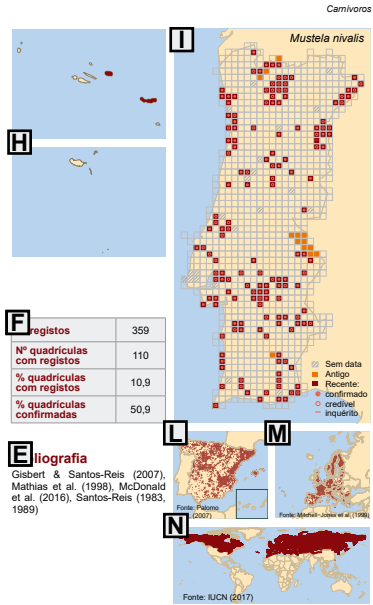 Carnívoros
I
Mustela nivalis
H
F
registos 359
Nº quadrículas
com registos 110
% quadrículas
com registos 10,9
% quadrículas
confirmadas 50,9
Sem data
Antigo
Recente:
confirmado
credível
inquérito
E
liografia
Gisbert & Santos-Reis (2007),
Mathias et al. (1998), McDonald
et al. (2016), Santos-Reis (1983,
1989)
L
Fonte: Palomo
(2007)
M
Fonte: Mitchell-Jones et al. (1999)
N
Fonte: IUCN (2017)